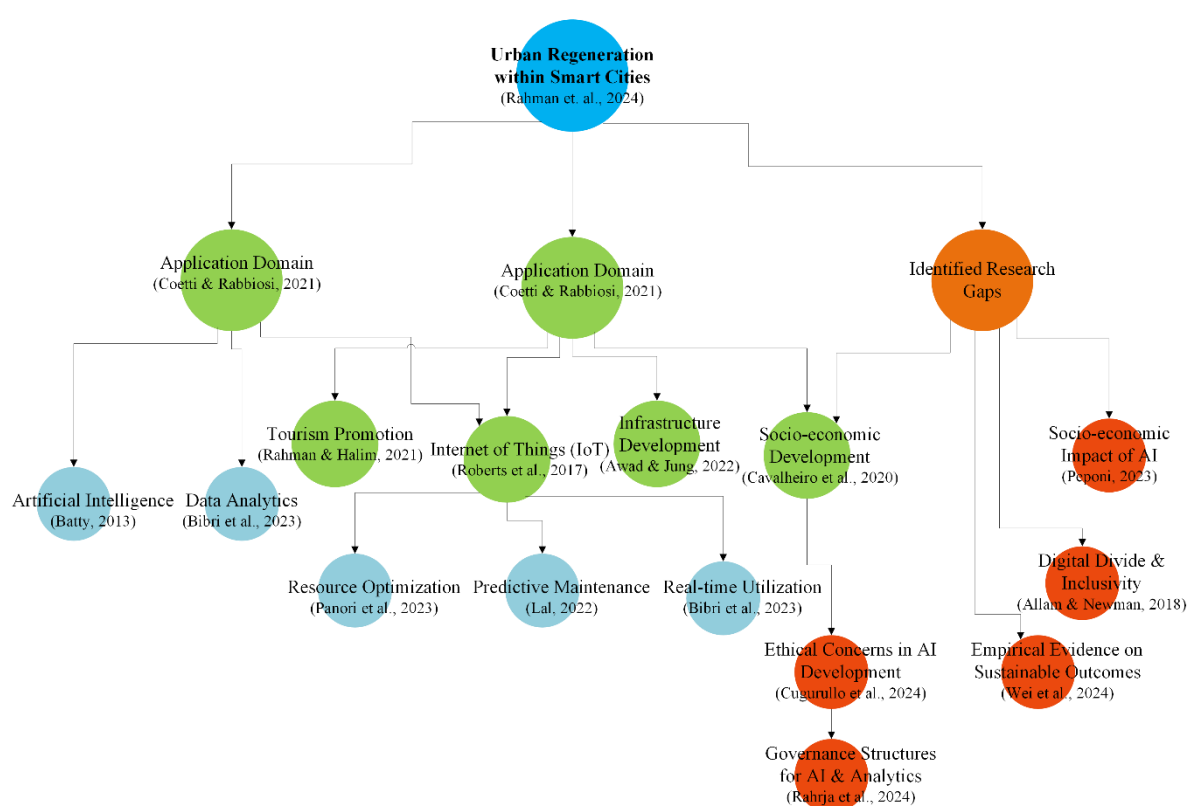 Urban Regeneration
within Smart Cities
(Rahman et. al., 2024)
Application Domain
(Coetti & Rabbiosi, 2021)
Application Domain
(Coetti & Rabbiosi, 2021)
Identified Research
Gaps
Tourism Promotion
(Rahman & Halim, 2021)
Internet of Things (IoT)
(Roberts et al., 2017)
Infrastructure
Development
(Awad & Jung, 2022)
Socio-economic
Development
(Cavalheiro et al., 2020)
Socio-economic
Impact of AI
(Peponi, 2023)
Artificial Intelligence
(Batty, 2013)
Data Analytics
(Bibri et al., 2023)
Resource Optimization
(Panori et al., 2023)
Predictive Maintenance
(Lal, 2022)
Real-time Utilization
(Bibri et al., 2023)
Digital Divide &
Inclusivity
(Allam & Newman, 2018)
Ethical Concerns in AI
Development
(Cugurullo et al., 2024)
Empirical Evidence on
Sustainable Outcomes
(Wei et al., 2024)
Governance Structures
for AI & Analytics
(Rahrja et al., 2024)